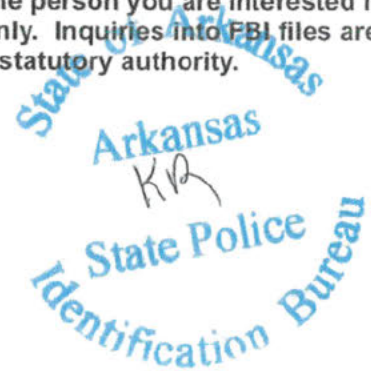 he person you are interested
nly. Inquiries into FBI files are
statutory authority.
State of Arkansas
Arkansas
KR
State Police
Identification Bureau